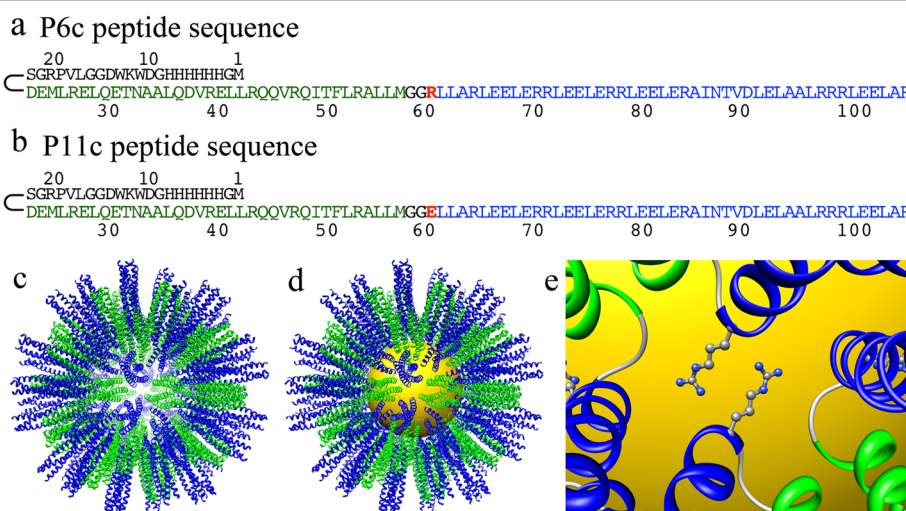 a P6c peptide sequence
20 10 1
SGRPVLGGDWKWDGHHHHHHGM
DEMLRELQETNAALQDVRELLRQQVRQITFLRALLMGGRLLARLEELERRLEELERRLEELERAINTVDLELAALRRRLEELAR
30 40 50 60 70 80 90 100
b P11c peptide sequence
20 10 1
SGRPVLGGDWKWDGHHHHHHGM
DEMLRELQETNAALQDVRELLRQQVRQITFLRALLMGGELLARLEELERRLEELERRLEELERAINTVDLELAALRRRLEELAR
30 40 50 60 70 80 90 100
c d e